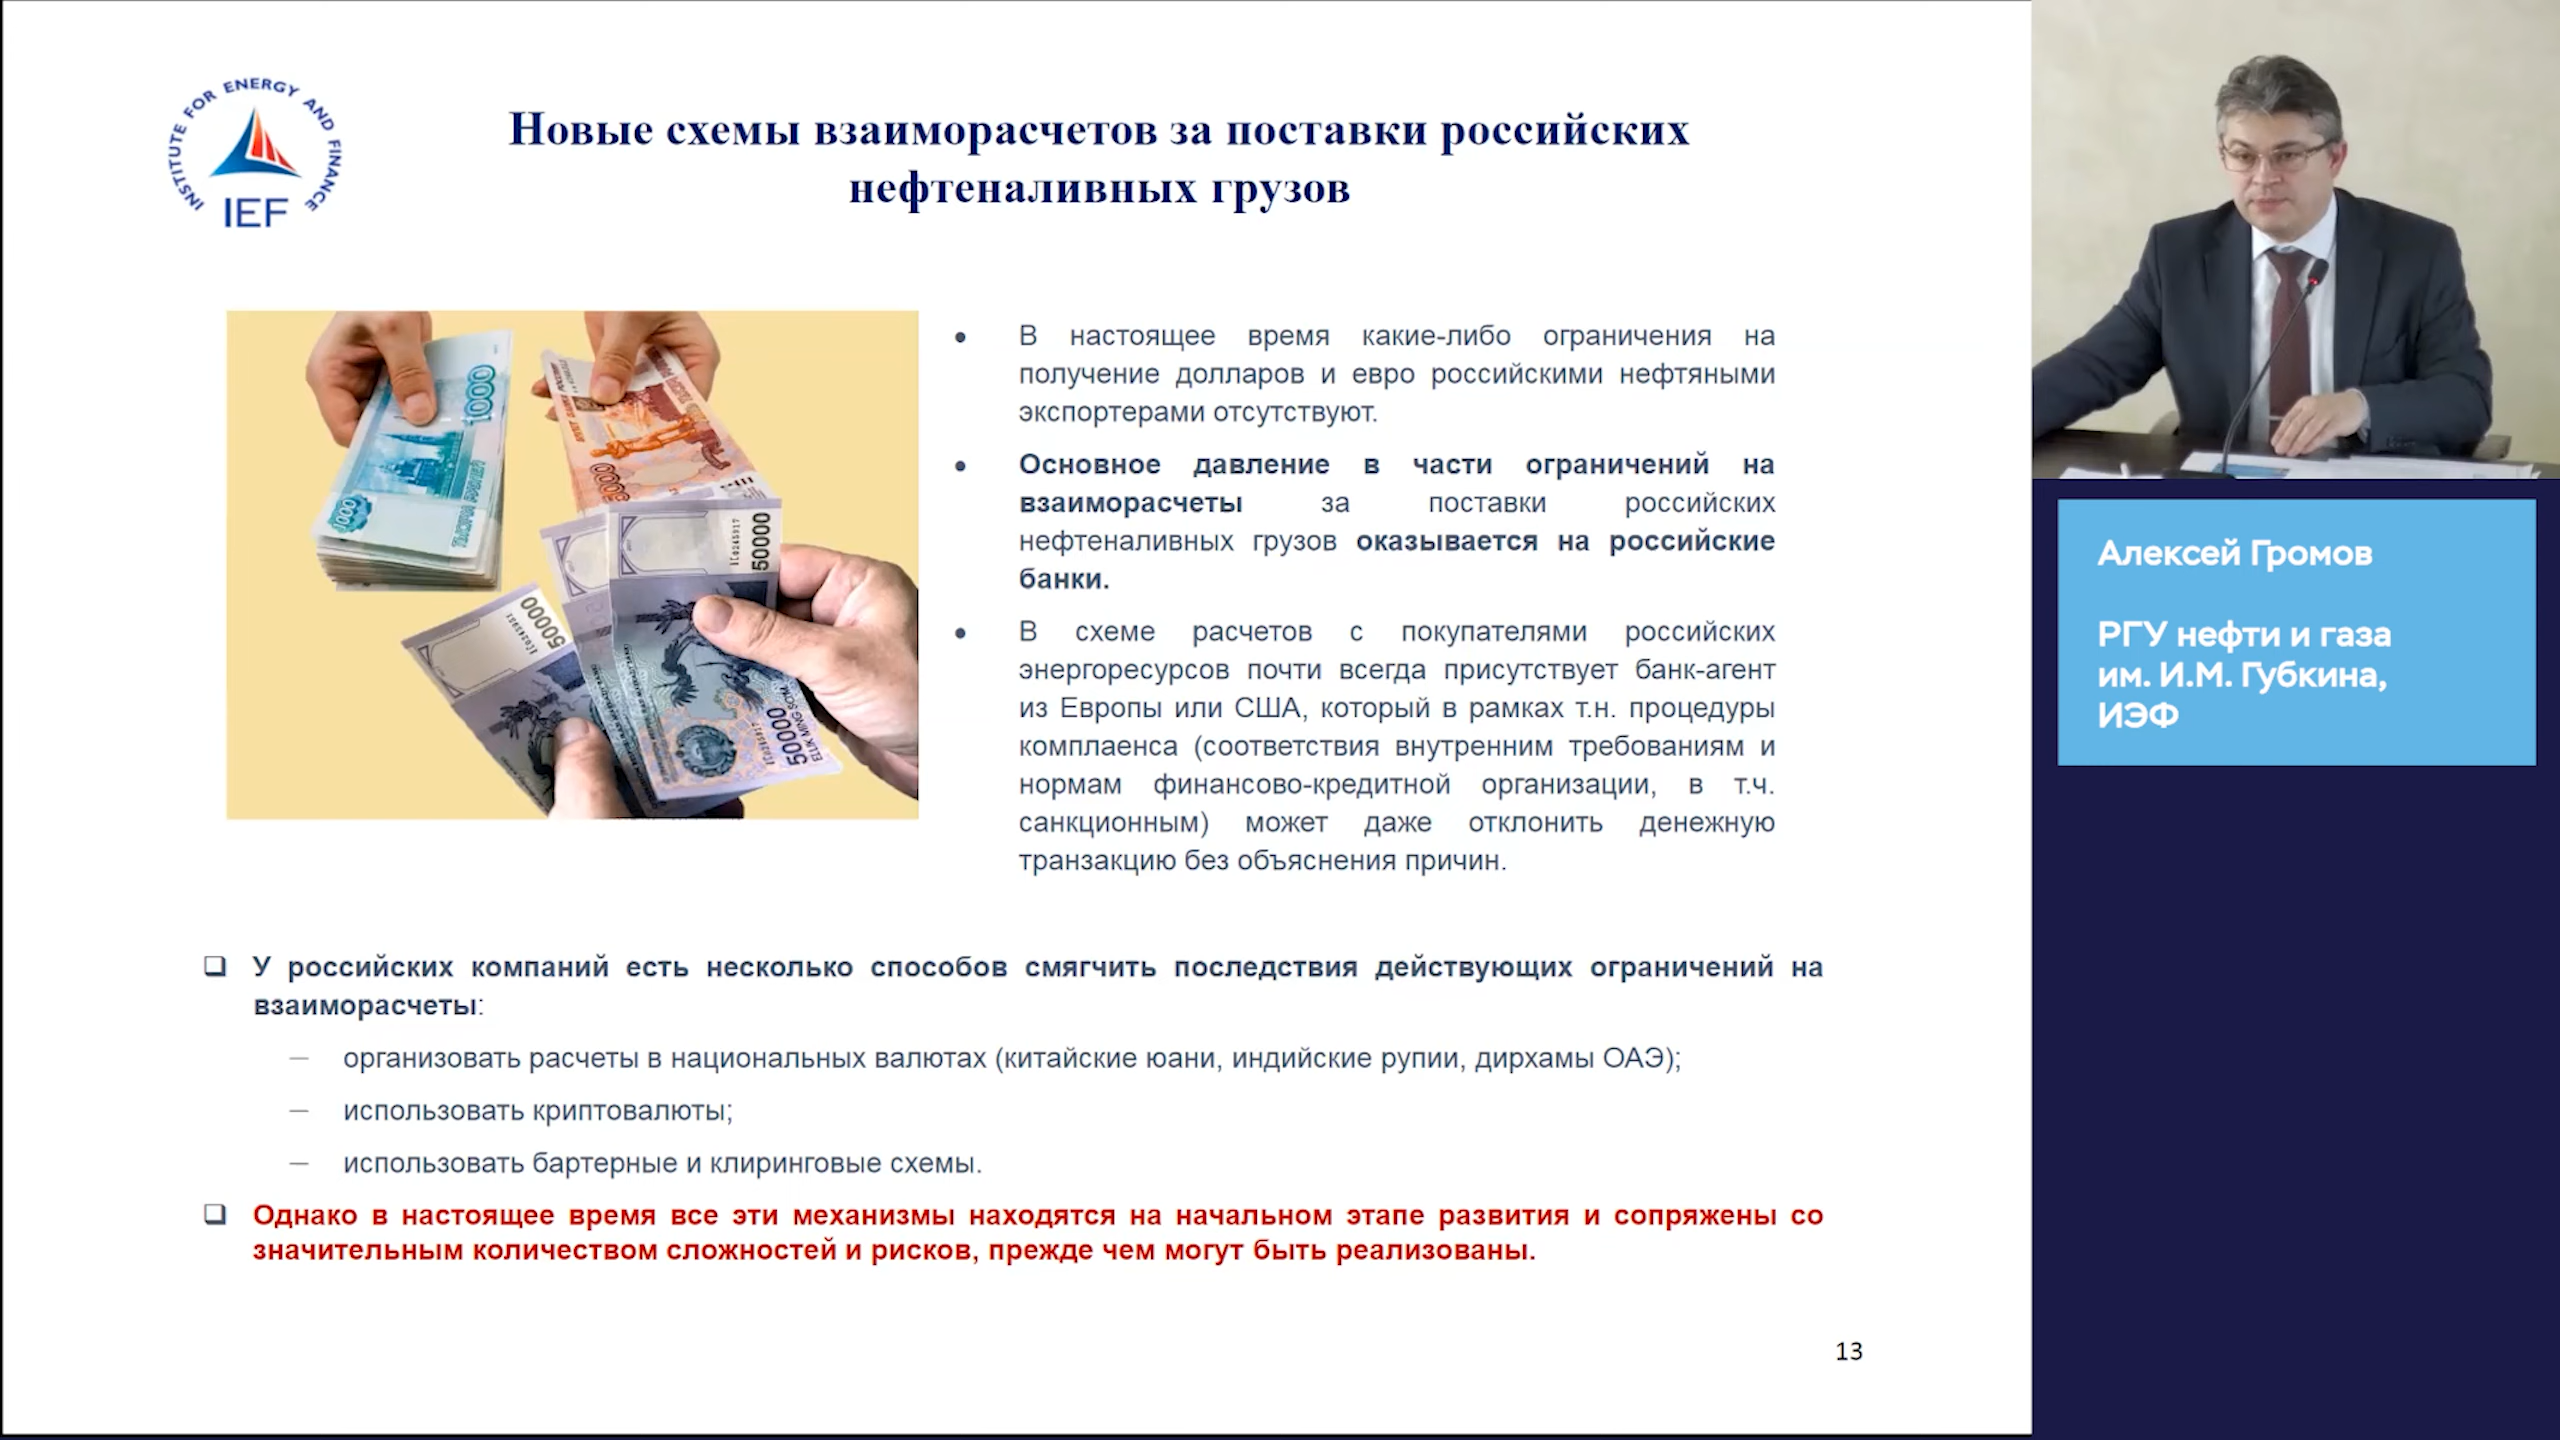 INSTITUTE FOR ENERGY AND FINANCE
IEF
Новые схемы взаиморасчетов за поставки российских
нефтеналивных грузов
1000
1000
5000
50000
50000
50000
В настоящее время какие-либо ограничения на
получение долларов и евро российскими нефтяными
экспортерами отсутствуют.
Основное давление в части ограничений на
взаиморасчеты за поставки российских
нефтеналивных грузов оказывается на российские
банки.
В схеме расчетов с покупателями российских
энергоресурсов почти всегда присутствует банк-агент
из Европы или США, который в рамках т.н. процедуры
комплаенса (соответствия внутренним требованиям и
нормам финансово-кредитной организации, в т.ч.
санкционным) может даже отклонить денежную
транзакцию без объяснения причин.
У российских компаний есть несколько способов смягчить последствия действующих ограничений на
взаиморасчеты:
— организовать расчеты в национальных валютах (китайские юани, индийские рупии, дирхамы ОАЭ);
— использовать криптовалюты;
— использовать бартерные и клиринговые схемы.
Однако в настоящее время все эти механизмы находятся на начальном этапе развития и сопряжены со
значительным количеством сложностей и рисков, прежде чем могут быть реализованы.
13
Алексей Громов
РГУ нефти и газа
им. И.М. Губкина,
ИЭФ